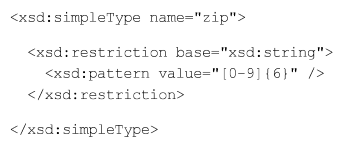 <xsd:simpleType name="zip">
<xsd:restriction base="xsd:string">
<xsd:pattern value="[0-9]{6}" />
</xsd:restriction>
</xsd:simpleType>